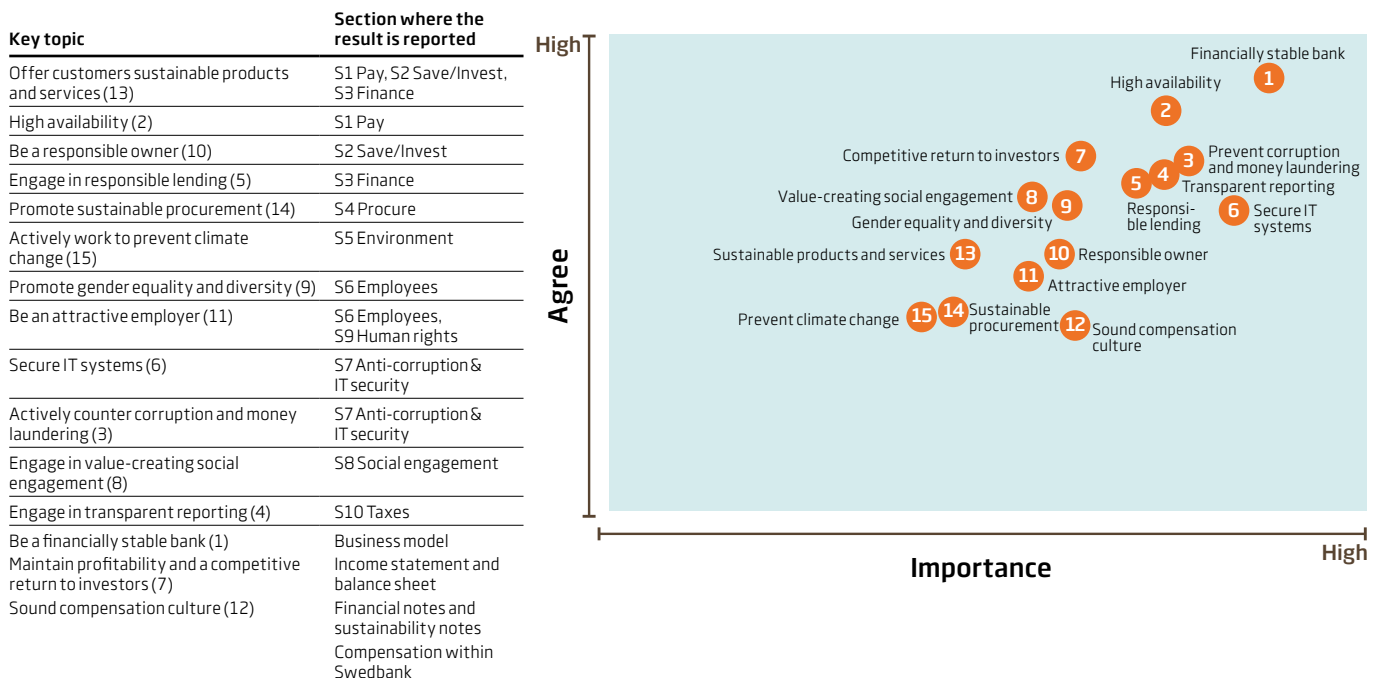 Key topic
Section where the
result is reported
Offer customers sustainable products
and services (13)
S1 Pay, S2 Save/Invest,
S3 Finance
High availability (2)
S1 Pay
Be a responsible owner (10)
S2 Save/Invest
Engage in responsible lending (5)
S3 Finance
Promote sustainable procurement (14)
S4 Procure
Actively work to prevent climate
change (15)
S5 Environment
Promote gender equality and diversity (9)
S6 Employees
Be an attractive employer (11)
S6 Employees,
S9 Human rights
Secure IT systems (6)
S7 Anti-corruption &
IT security
Actively counter corruption and money
laundering (3)
S7 Anti-corruption &
IT security
Engage in value-creating social
engagement (8)
S8 Social engagement
Engage in transparent reporting (4)
S10 Taxes
Be a financially stable bank (1)
Business model
Maintain profitability and a competitive
return to investors (7)
Income statement and
balance sheet
Sound compensation culture (12)
Financial notes and
sustainability notes
Compensation within
Swedbank
High
Agree
Financially stable bank
1
High availability
2
Competitive return to investors
7
3
Prevent corruption
and money laundering
4
Transparent reporting
5
Responsi-
ble lending
Value-creating social engagement
8
9
Gender equality and diversity
6
Secure IT
systems
Sustainable products and services
13
10
Responsible owner
11
Attractive employer
Prevent climate change
15
14
Sustainable
procurement
12
Sound compensation
culture
High
Importance